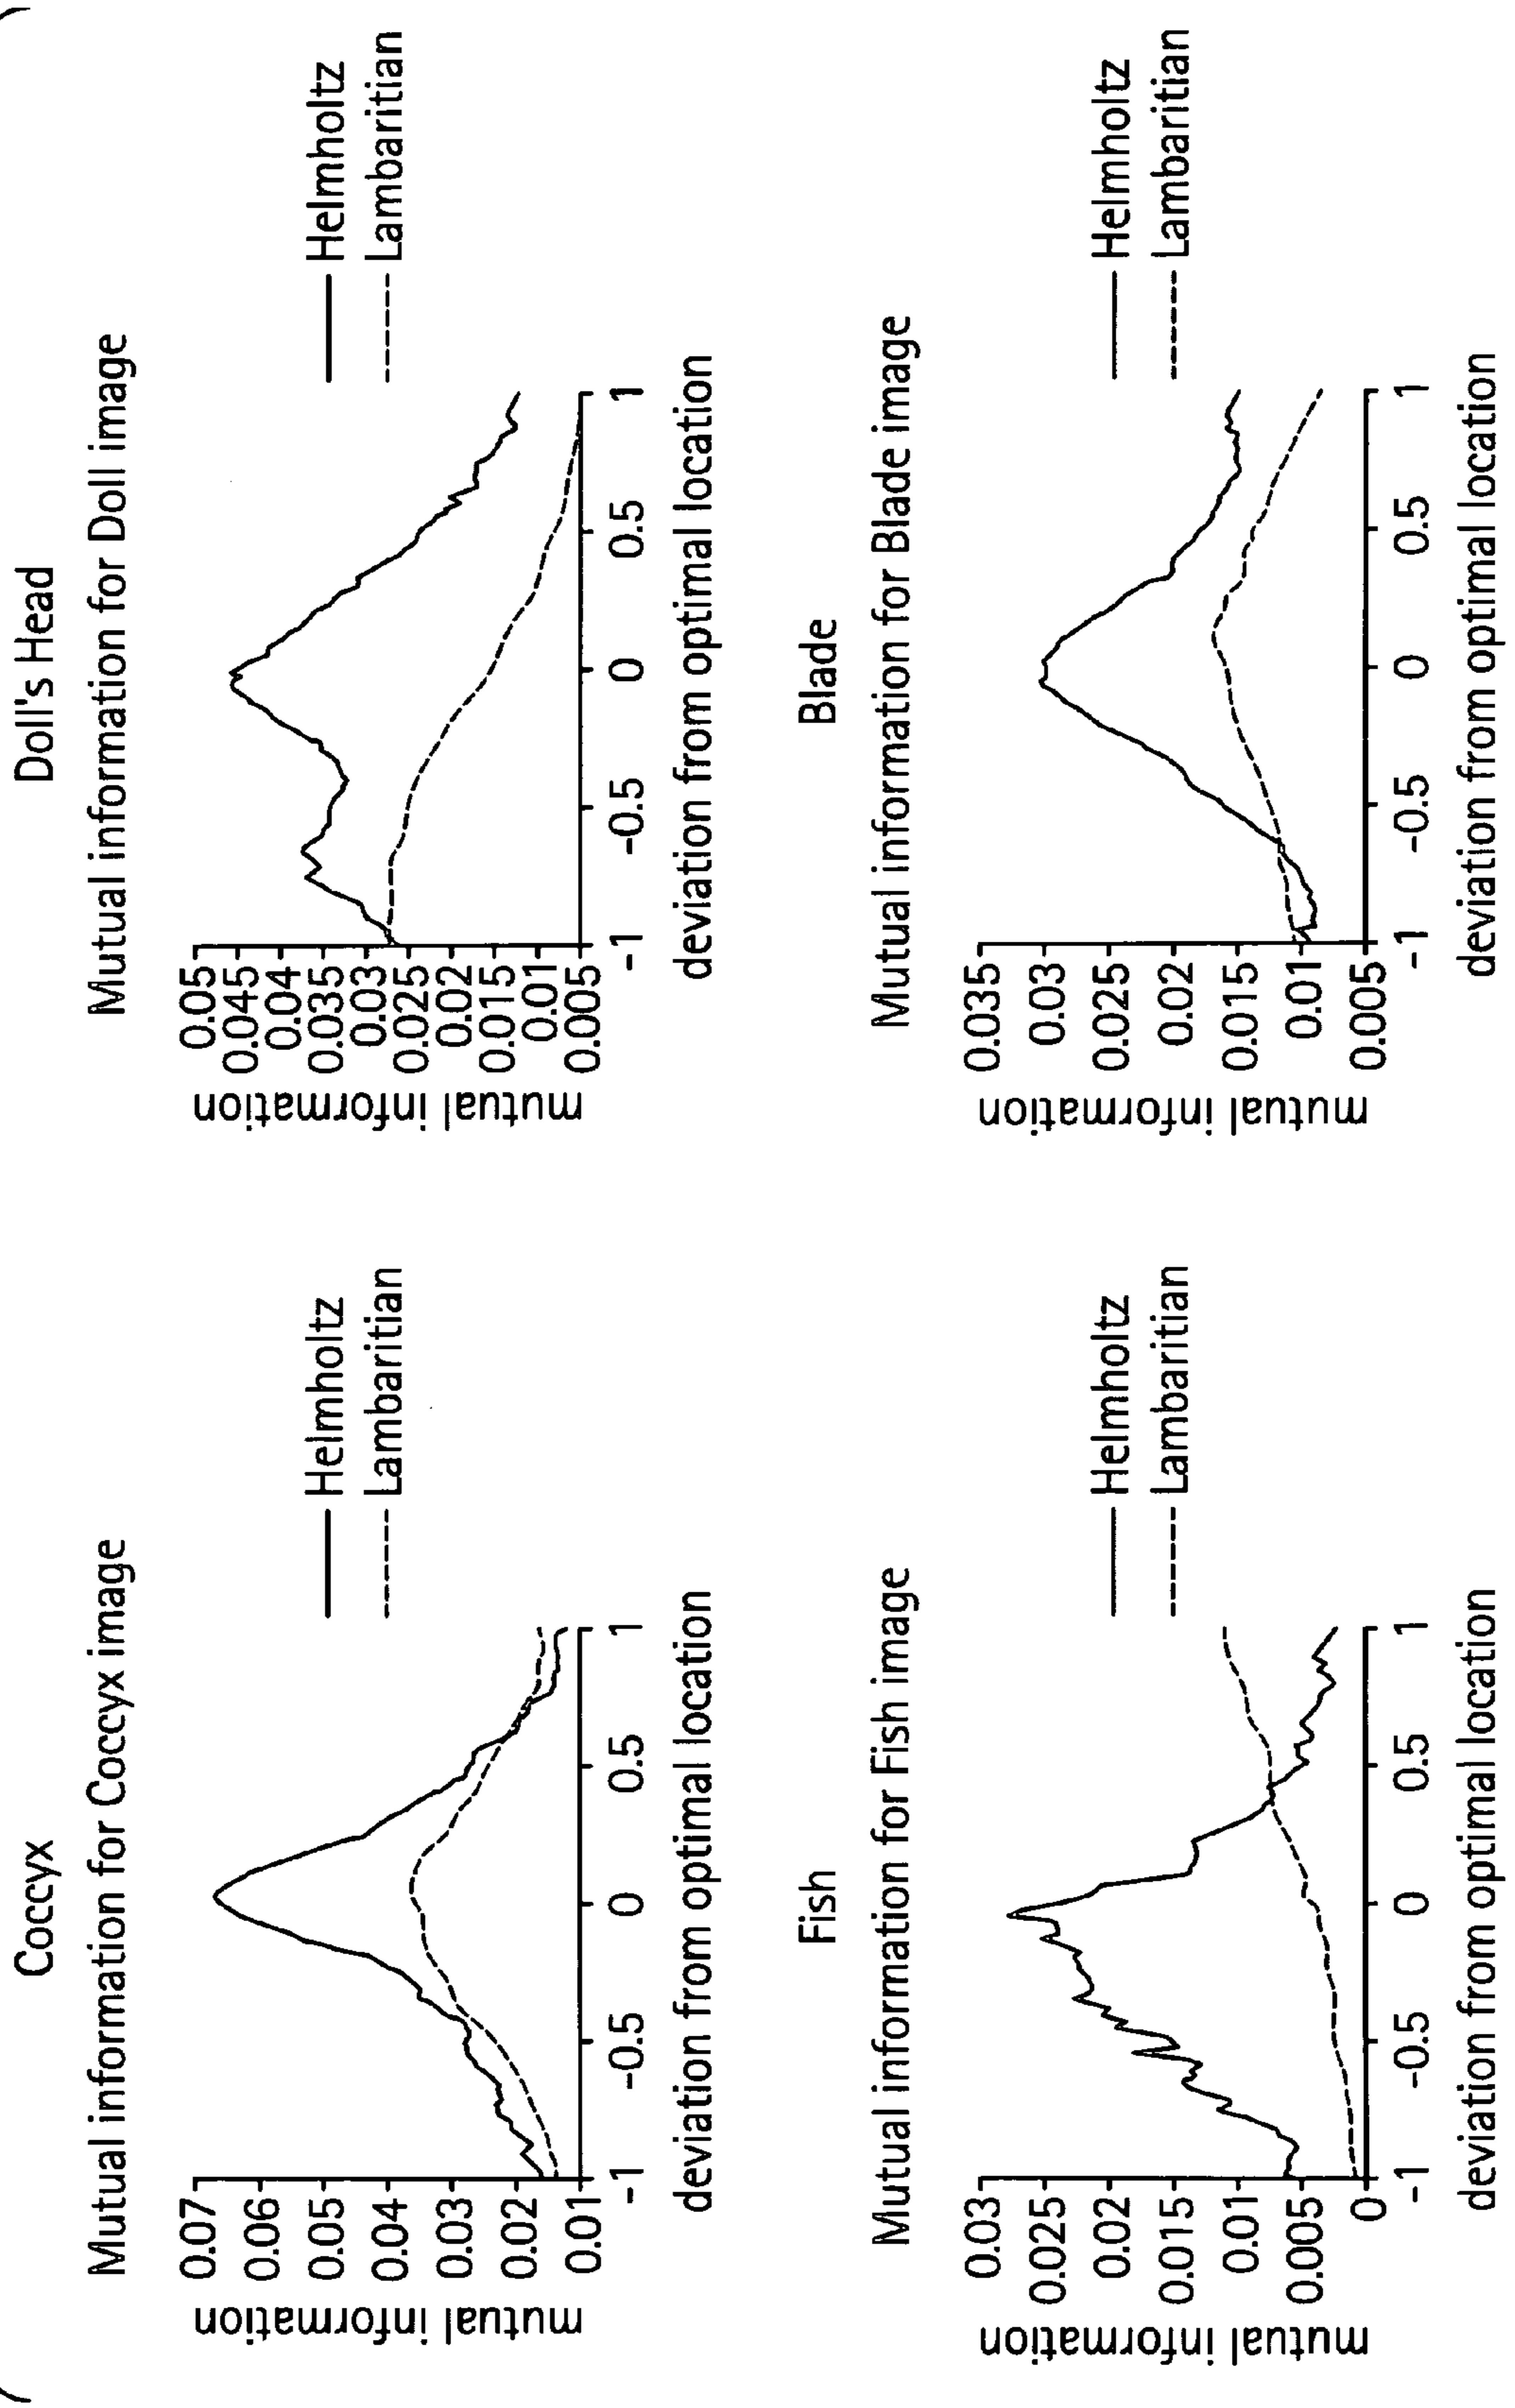 Coccyx
Mutual information for Coccyx image
mutual information
0.07
0.06
0.05
0.04
0.03
0.02
0.01
-1
-0.5
0
0.5
1
deviation from optimal location
Helmholtz
Lambaritian
Doll's Head
Mutual information for Doll image
mutual information
0.05
0.045
0.04
0.035
0.03
0.025
0.02
0.015
0.01
0.005
-1
-0.5
0
0.5
1
deviation from optimal location
Helmholtz
Lambaritian
Fish
Mutual information for Fish image
mutual information
0.03
0.025
0.02
0.015
0.01
0.005
0
-1
-0.5
0
0.5
1
deviation from optimal location
Helmholtz
Lambaritian
Blade
Mutual information for Blade image
mutual information
0.035
0.03
0.025
0.02
0.015
0.01
0.005
-1
-0.5
0
0.5
1
deviation from optimal location
Helmholtz
Lambaritian